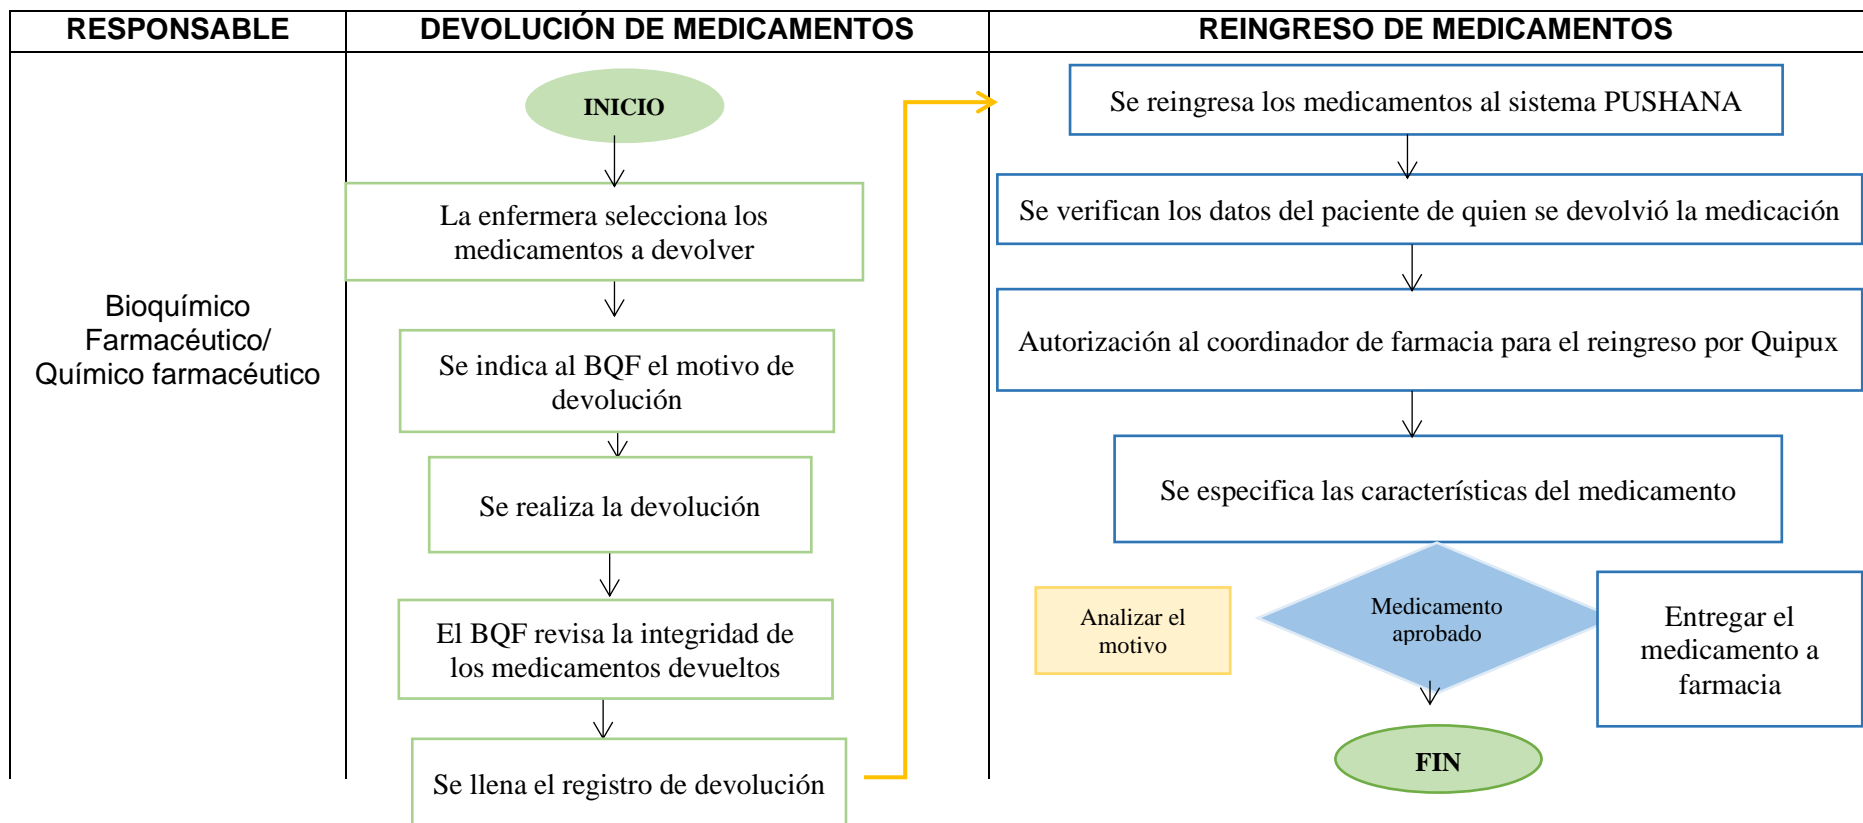 RESPONSABLE
DEVOLUCIÓN DE MEDICAMENTOS
REINGRESO DE MEDICAMENTOS
Bioquímico
Farmacéutico/
Químico farmacéutico
INICIO
La enfermera selecciona los
medicamentos a devolver
Se indica al BQF el motivo de
devolución
Se realiza la devolución
El BQF revisa la integridad de
los medicamentos devueltos
Se llena el registro de devolución
Se reingresa los medicamentos al sistema PUSHANA
Se verifican los datos del paciente de quien se devolvió la medicación
Autorización al coordinador de farmacia para el reingreso por Quipux
Se especifica las características del medicamento
Analizar el
motivo
Medicamento
aprobado
Entregar el
medicamento a
farmacia
FIN